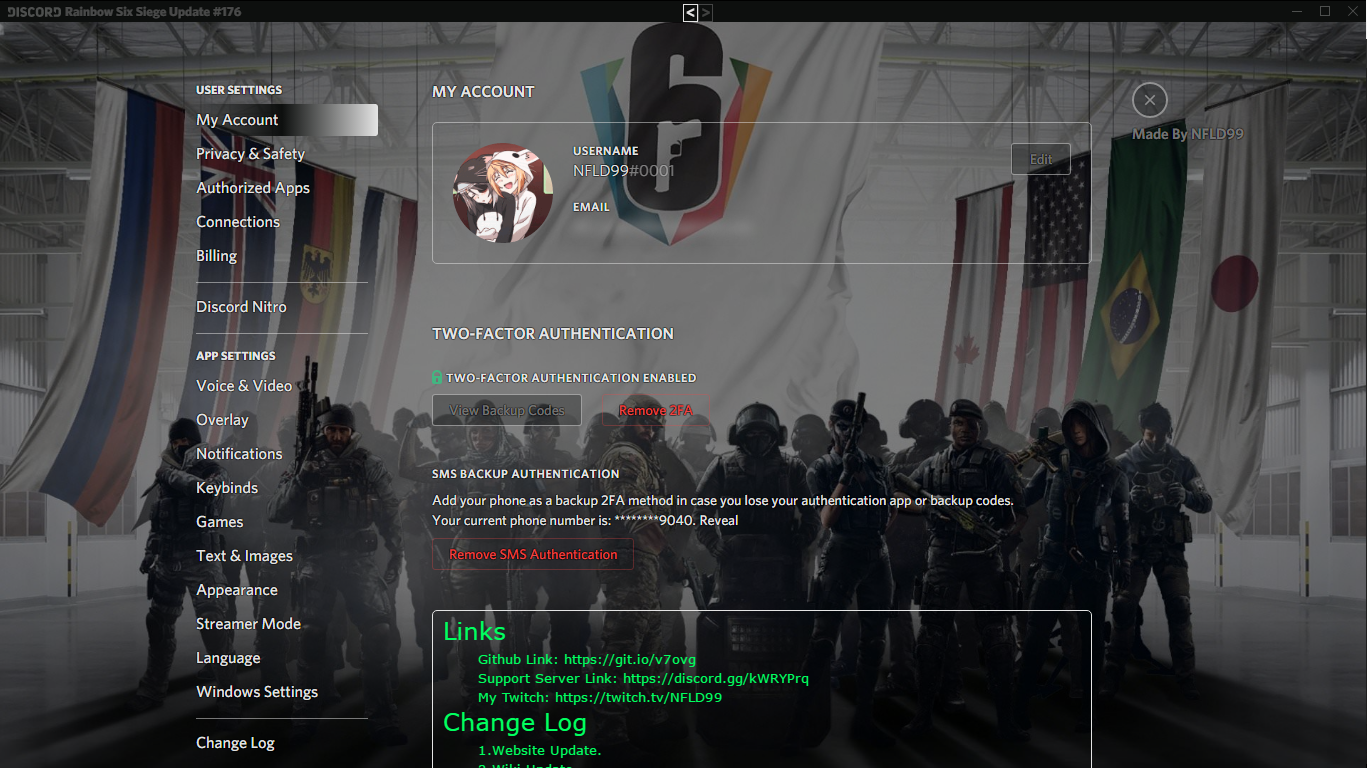 DISCORD Rainbow Six Siege Update #176
< >
USER SETTINGS
My Account
Privacy & Safety
Authorized Apps
Connections
Billing
Discord Nitro
APP SETTINGS
Voice & Video
Overlay
Notifications
Keybinds
Games
Text & Images
Appearance
Streamer Mode
Language
Windows Settings
Change Log
MY ACCOUNT
USERNAME
NFLD99#0001
EMAIL
Edit
Made By NFLD99
6
TWO-FACTOR AUTHENTICATION
TWO-FACTOR AUTHENTICATION ENABLED
View Backup Codes
Remove 2FA
SMS BACKUP AUTHENTICATION
Add your phone as a backup 2FA method in case you lose your authentication app or backup codes.
Your current phone number is: ********9040. Reveal
Remove SMS Authentication
Links
Github Link: https://git.io/v7ovg
Support Server Link: https://discord.gg/kWRYPrq
My Twitch: https://twitch.tv/NFLD99
Change Log
1.Website Update.
2.Wiki Update